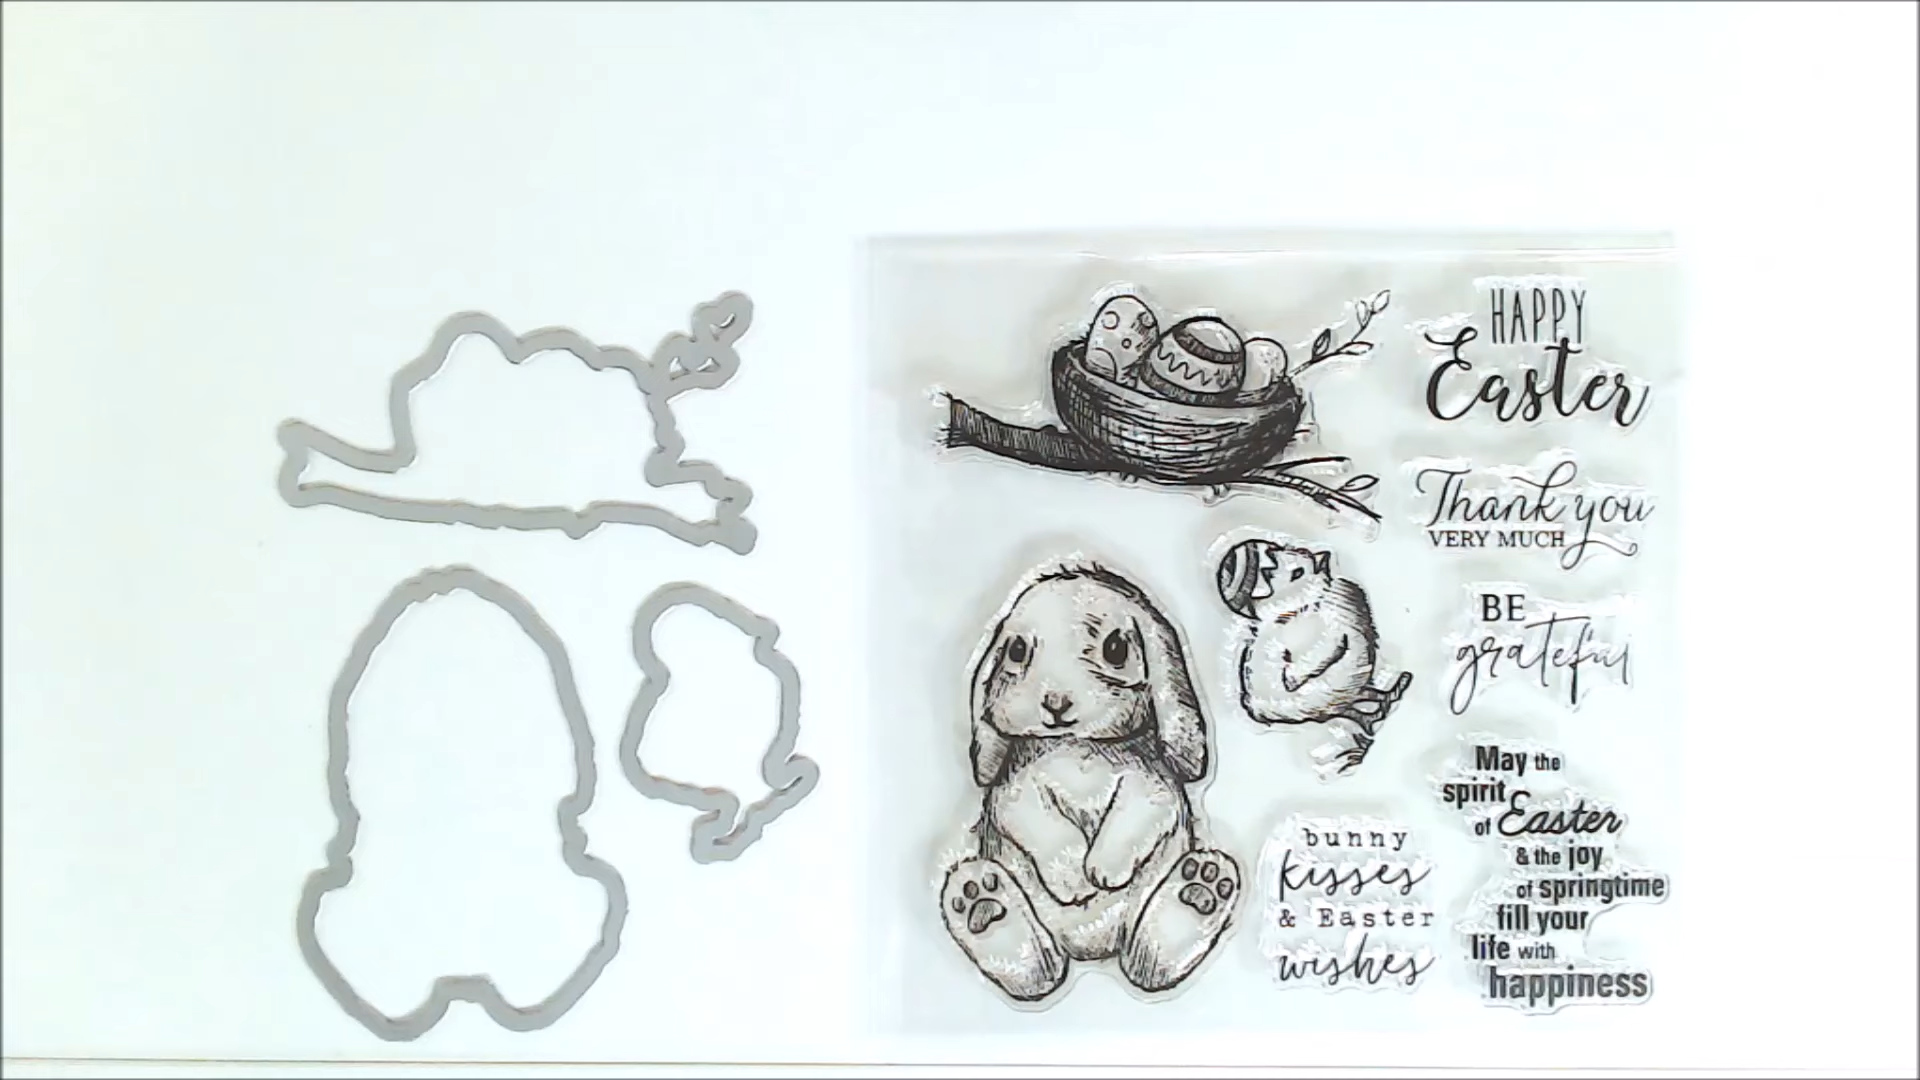 HAPPY
Easter
Thank you
VERY MUCH
BE
grateful
May the
spirit
of Easter
& the joy
of springtime
fill your
life with
happiness
bunny
kisses
& Easter
wishes